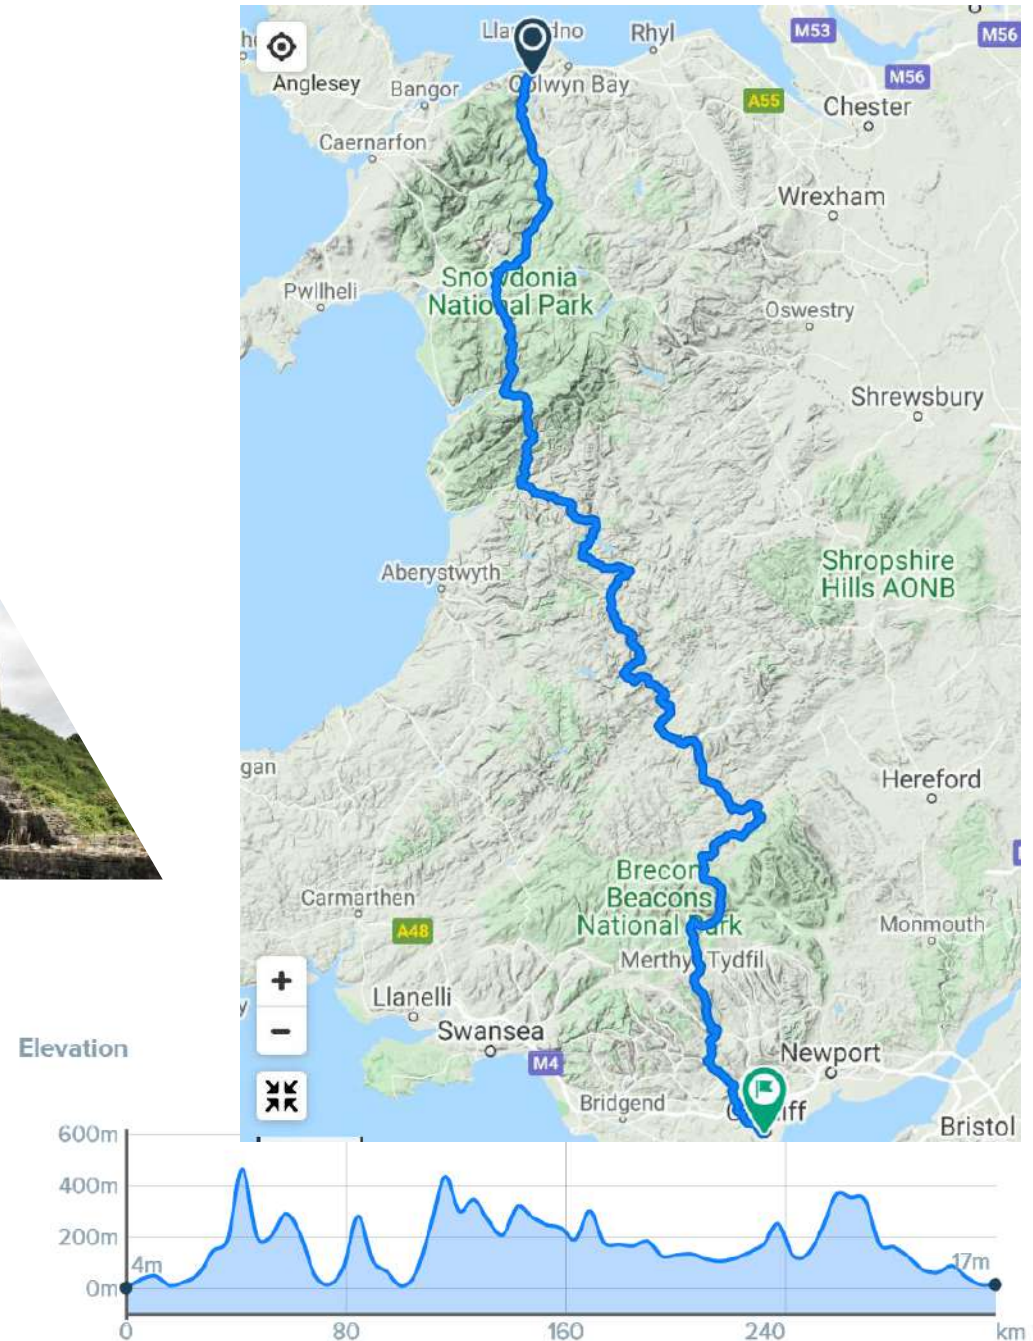 Rhyl
M53
M56
Anglesey
Bangor
Colwyn Bay
M56
A55
Chester
Caernarfon
Wrexham
Snowdonia
National Park
Pwllheli
Oswestry
Shrewsbury
Shropshire
Hills AONB
Aberystwyth
gan
Hereford
Brecon
Beacons
National Park
Carmarthen
A48
Monmouth
Merthyr Tydfil
+
Llanelli
Swansea
−
Newport
M4
Bridgend
Cardiff
Bristol
Elevation
600m
400m
200m
4m
17m
0m
0
80
160
240
km